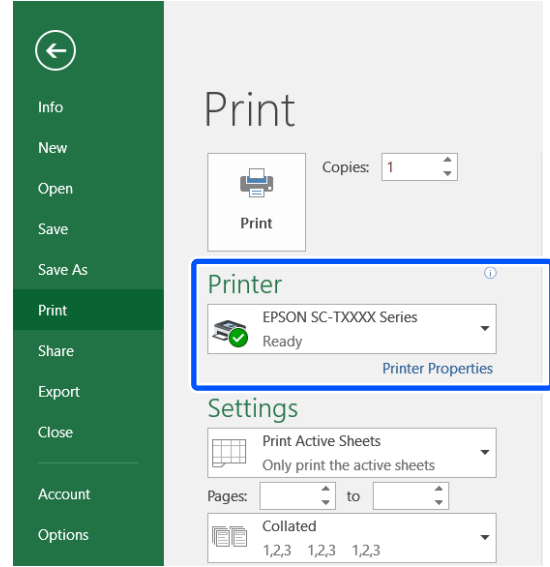 Info
New
Open
Save
Save As
Print
Share
Export
Close
Account
Options
Print
Copies: 1
Print
Printer
EPSON SC-TXXXX Series
Ready
Printer Properties
Settings
Print Active Sheets
Only print the active sheets
Pages: to
Collated
1,2,3 1,2,3 1,2,3